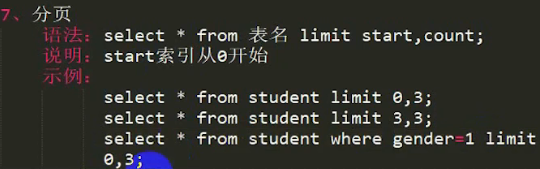 7、分页
语法：select * from 表名 limit start,count;
说明：start索引从0开始
示例：
select * from student limit 0,3;
select * from student limit 3,3;
select * from student where gender=1 limit
0,3;